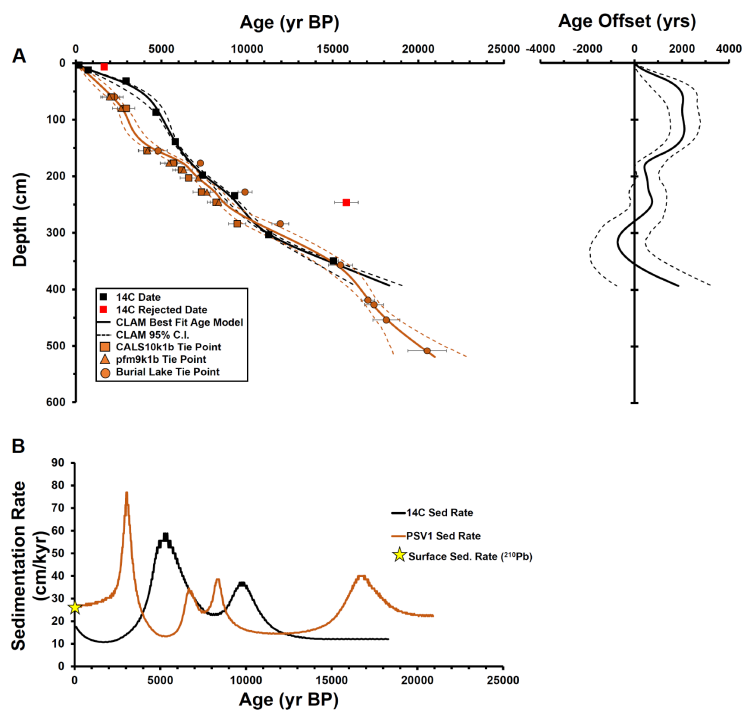 Age (yr BP)
Age Offset (yrs)
A
0 5000 10000 15000 20000 25000
-4000 -2000 0 2000 4000
0
100
200
300
400
500
600
Depth (cm)
14C Date
14C Rejected Date
CLAM Best Fit Age Model
CLAM 95% C.I.
CALS10k1b Tie Point
pfm9k1b Tie Point
Burial Lake Tie Point
B
90
80
70
60
50
40
30
20
10
0
Sedimentation Rate
(cm/kyr)
14C Sed Rate
PSV1 Sed Rate
Surface Sed. Rate (²¹⁰Pb)
0 5000 10000 15000 20000 25000
Age (yr BP)